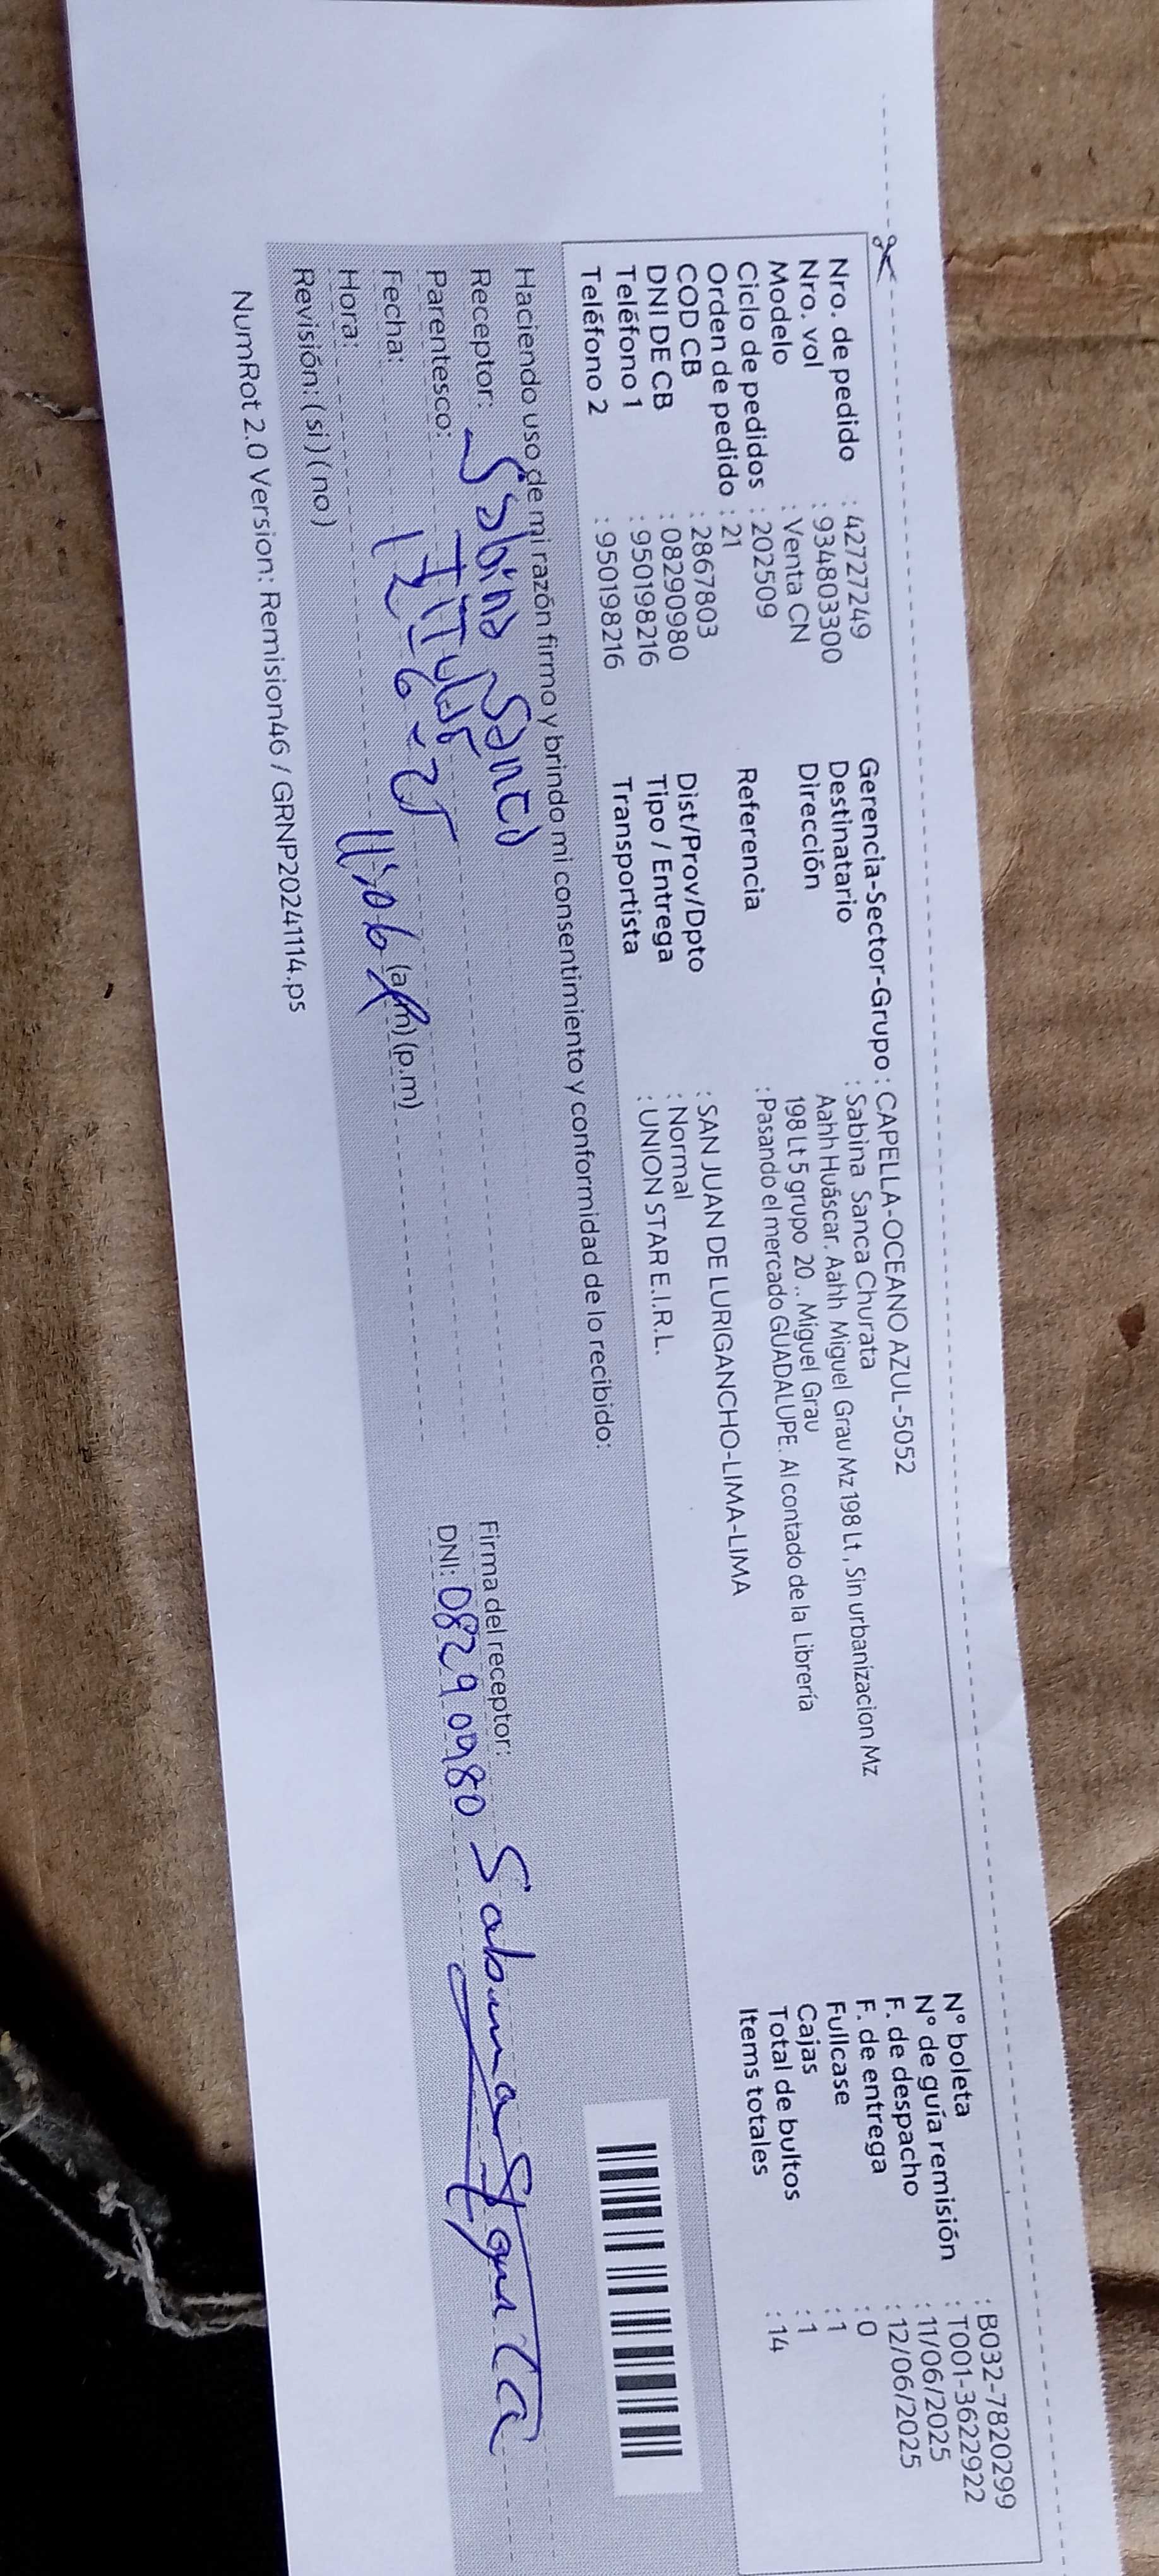 Nro. de pedido : 42727249
Nro. vol : 934803300
Modelo : Venta CN
Ciclo de pedidos : 202509
Orden de pedido : 21
COD CB : 2867803
DNI DE CB : 08290980
Teléfono 1 : 950198216
Teléfono 2 : 950198216
Gerencia-Sector-Grupo : CAPELLA-OCEANO AZUL-5052
Destinatario : Sabina Sanca Churata
Dirección Aahh Huáscar. Aahh Miguel Grau Mz 198 Lt , Sin urbanizacion Mz
198 Lt 5 grupo 20 .. Miguel Grau
Referencia : Pasando el mercado GUADALUPE. Al contado de la Librería
Dist/Prov/Dpto : SAN JUAN DE LURIGANCHO-LIMA-LIMA
Tipo / Entrega : Normal
Transportista : UNION STAR E.I.R.L.
N° boleta : B032-7820299
N° de guía remisión : T001-3622922
F. de despacho : 11/06/2025
F. de entrega : 12/06/2025
Fullcase : 0
Cajas : 1
Total de bultos : 1
Items totales : 14
Haciendo uso de mi razón firmo y brindo mi consentimiento y conformidad de lo recibido:
Receptor: Sabina Sanca
Parentesco: TITULAR
Fecha: 12-6-25
Hora: 11:06 (a.m) (p.m)
Revisión: ( si ) ( no )
Firma del receptor: Sabina
DNI: 08290980
NumRot 2.0 Version: Remision46 / GRNP20241114.ps